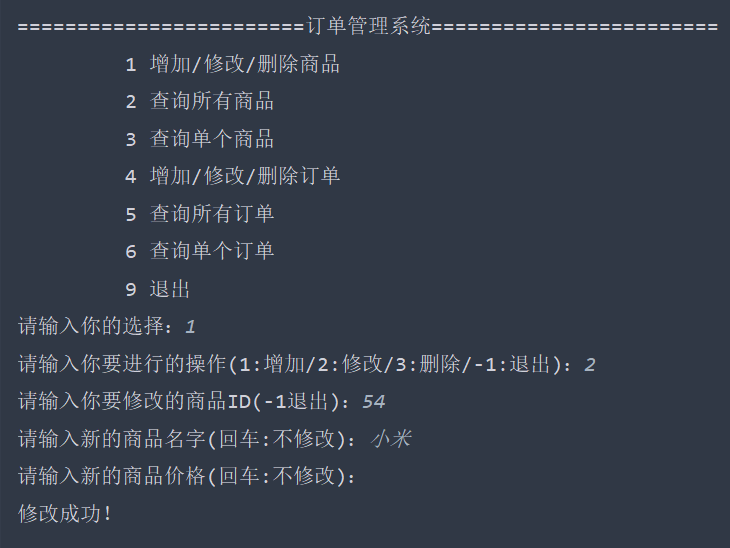 ========================订单管理系统========================
1 增加/修改/删除商品
2 查询所有商品
3 查询单个商品
4 增加/修改/删除订单
5 查询所有订单
6 查询单个订单
9 退出
请输入你的选择：1
请输入你要进行的操作(1:增加/2:修改/3:删除/-1:退出)：2
请输入你要修改的商品ID(-1退出)：54
请输入新的商品名字(回车:不修改)：小米
请输入新的商品价格(回车:不修改)：
修改成功!